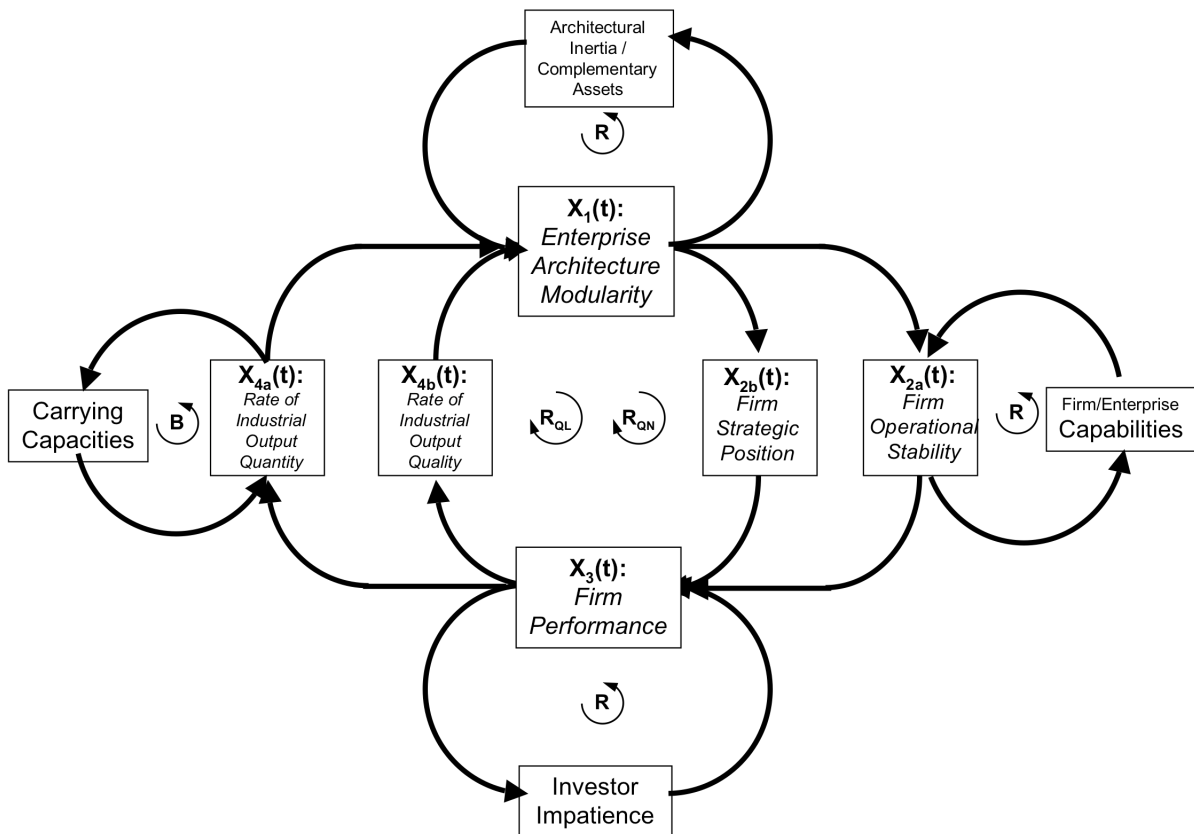 Architectural
Inertia /
Complementary
Assets
R
X1(t):
Enterprise
Architecture
Modularity
X4a(t):
Rate of
Industrial
Output
Quantity
X4b(t):
Rate of
Industrial
Output
Quality
X2b(t):
Firm
Strategic
Position
X2a(t):
Firm
Operational
Stability
Carrying
Capacities
B
RQL
RQN
R
Firm/Enterprise
Capabilities
X3(t):
Firm
Performance
R
Investor
Impatience